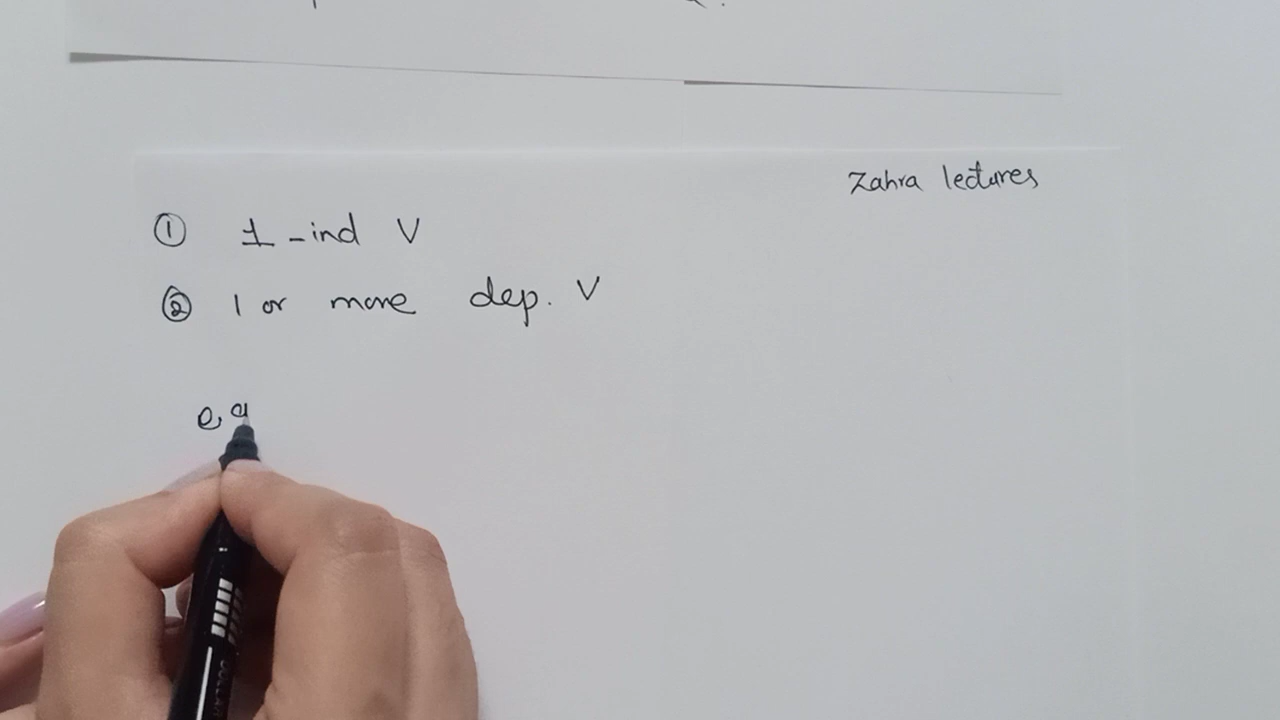 Zahra lectures
① 1 - ind V
② 1 or more dep. V